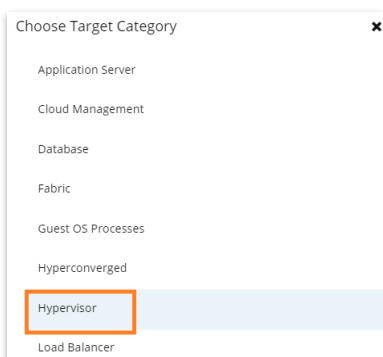 Choose Target Category
Application Server
Cloud Management
Database
Fabric
Guest OS Processes
Hyperconverged
Hypervisor
Load Balancer